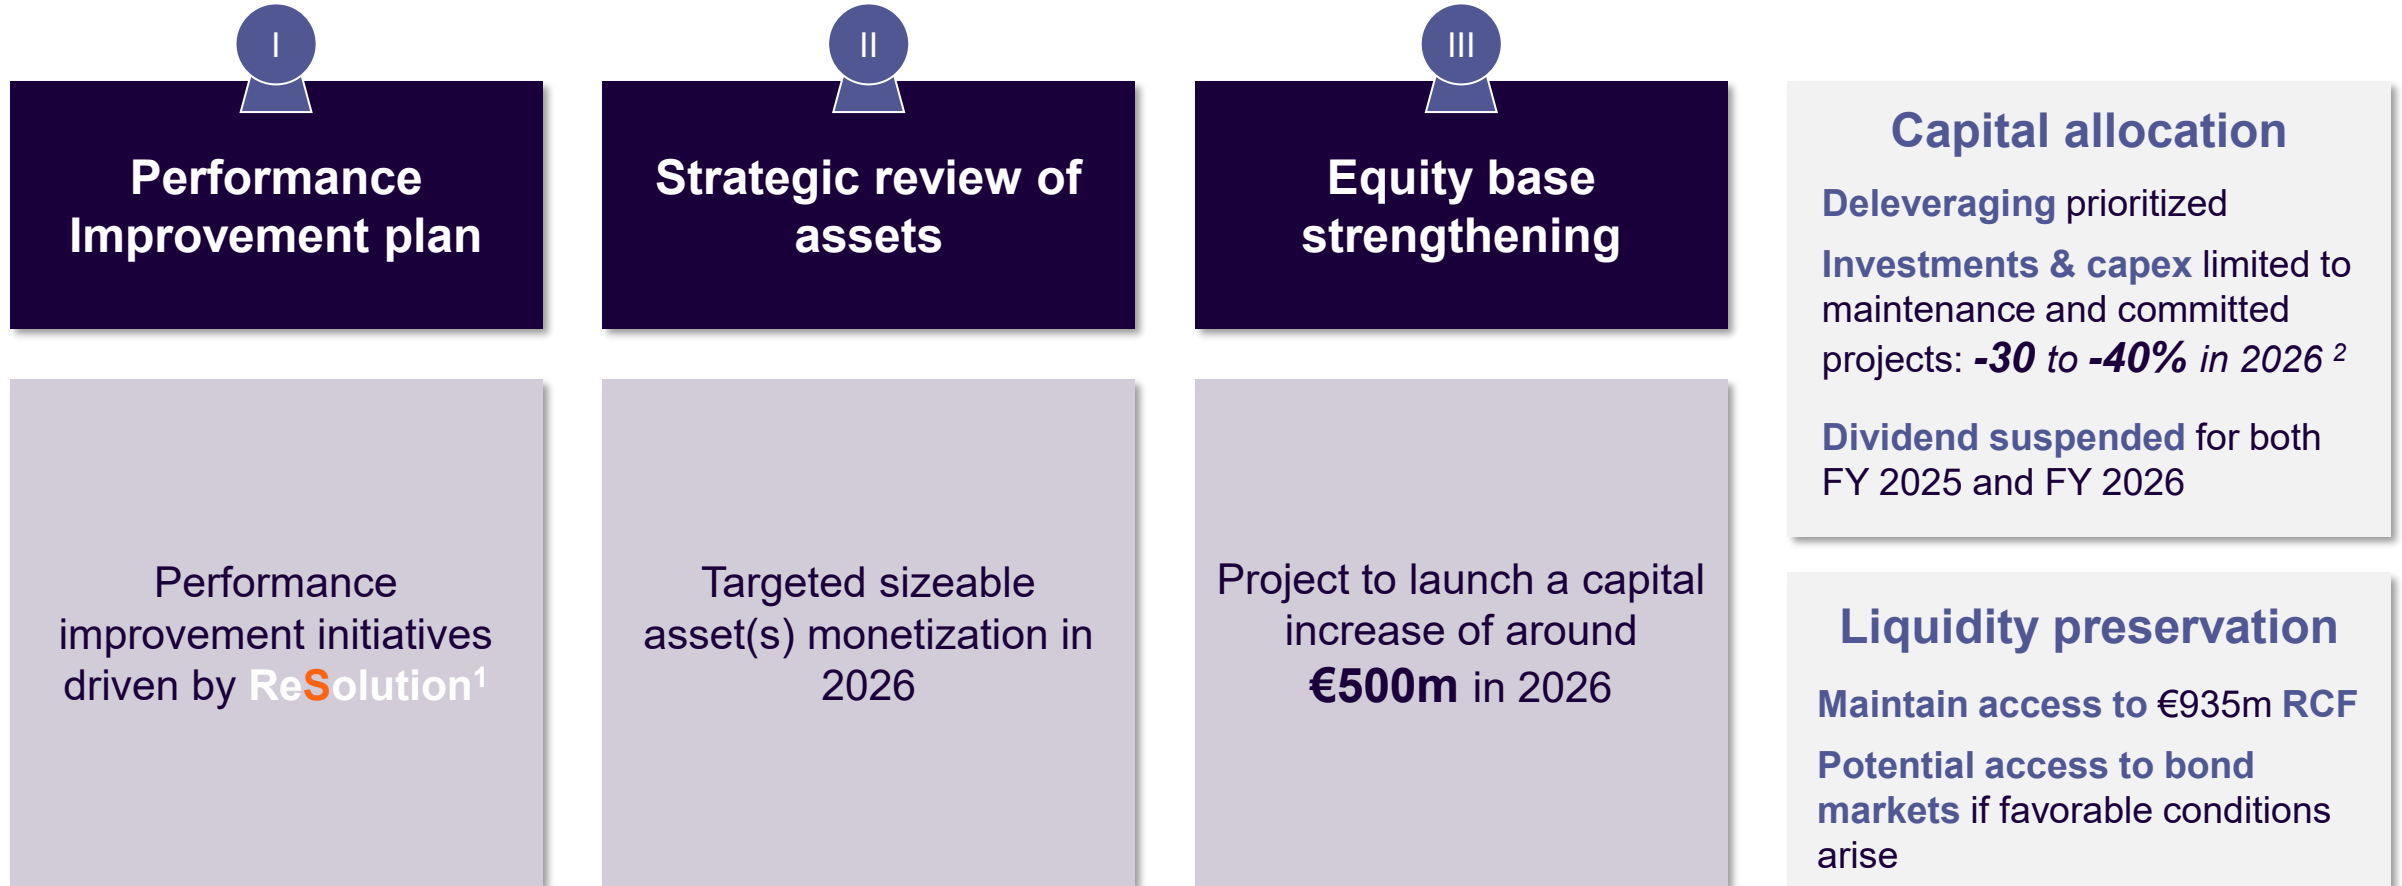 I
Performance
Improvement plan
Performance
improvement initiatives
driven by ReSolution¹
II
Strategic review of
assets
Targeted sizeable
asset(s) monetization in
2026
III
Equity base
strengthening
Project to launch a capital
increase of around
€500m in 2026
Capital allocation
Deleveraging prioritized
Investments & capex limited to
maintenance and committed
projects: -30 to -40% in 2026 ²
Dividend suspended for both
FY 2025 and FY 2026
Liquidity preservation
Maintain access to €935m RCF
Potential access to bond
markets if favorable conditions
arise